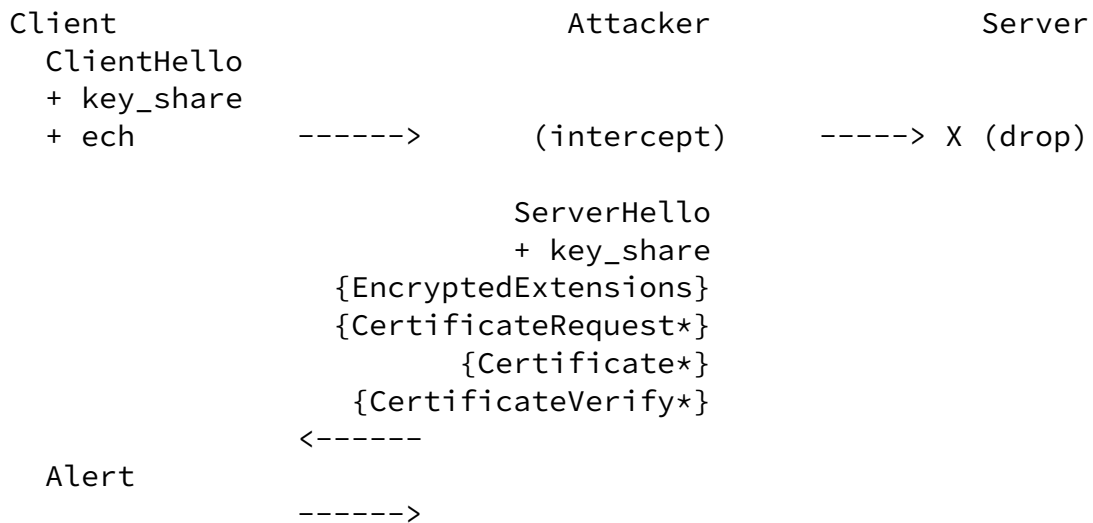 Client                         Attacker               Server
  ClientHello
  + key_share
  + ech         ------>      (intercept)     -----> X (drop)
                             ServerHello
                             + key_share
                   {EncryptedExtensions}
                   {CertificateRequest*}
                          {Certificate*}
                    {CertificateVerify*}
                <------
  Alert
                ------>